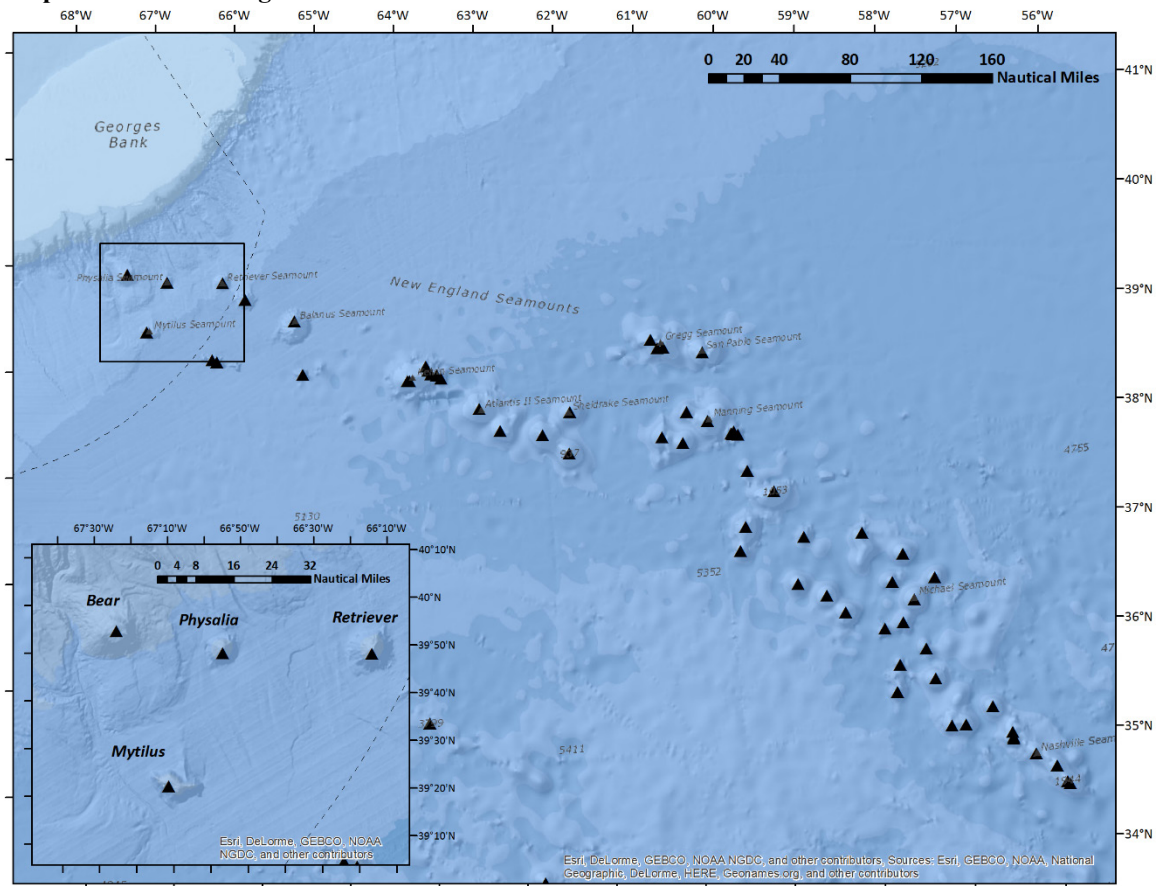 68°W 67°W 66°W 65°W 64°W 63°W 62°W 61°W 60°W 59°W 58°W 57°W 56°W
0 20 40 80 120 160
Nautical Miles
41°N
Georges
Bank
40°N
39°N
Physalia Seamount
Retriever Seamount
New England Seamounts
Balanus Seamount
Mytilus Seamount
Gregg Seamount
San Pablo Seamount
Seamount
38°N
Atlantis II Seamount
Sheldrake Seamount
Manning Seamount
4765
37°N
5130
5352
Michael Seamount
36°N
35°N
Nashville Seam
5411
34°N
67°30'W 67°10'W 66°50'W 66°30'W 66°10'W
0 4 8 16 24 32
Nautical Miles
40°10'N
40°N
Bear
Physalia
Retriever
39°50'N
39°40'N
39°30'N
Mytilus
39°20'N
39°10'N
Esri, DeLorme, GEBCO, NOAA
NGDC, and other contributors
Esri, DeLorme, GEBCO, NOAA NGDC, and other contributors, Sources: Esri, GEBCO, NOAA, National
Geographic, DeLorme, HERE, Geonames.org, and other contributors